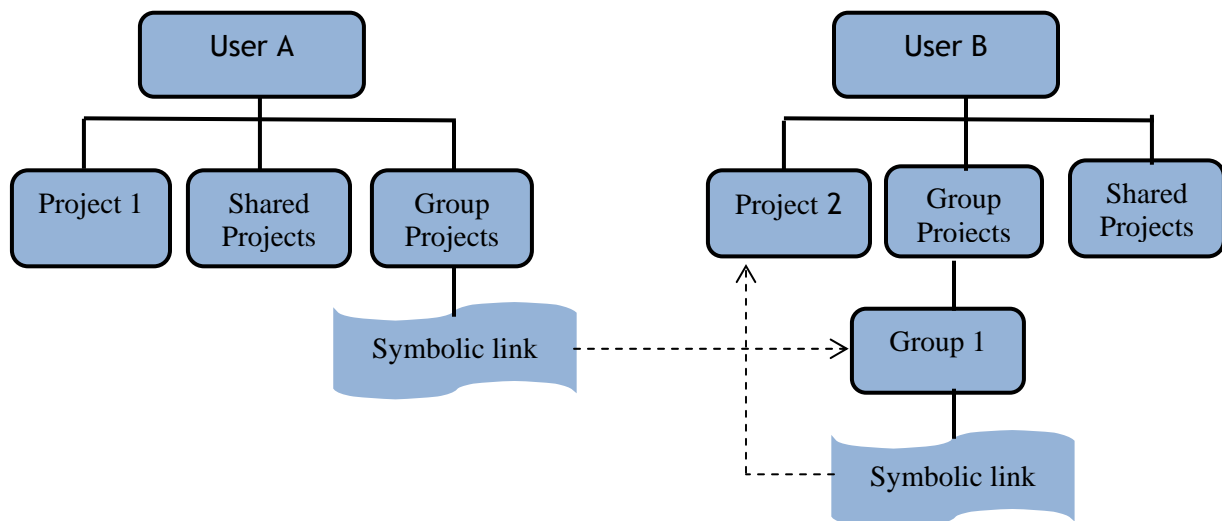 User A
User B
Project 1
Shared
Projects
Group
Projects
Project 2
Group
Projects
Shared
Projects
Symbolic link
Group 1
Symbolic link